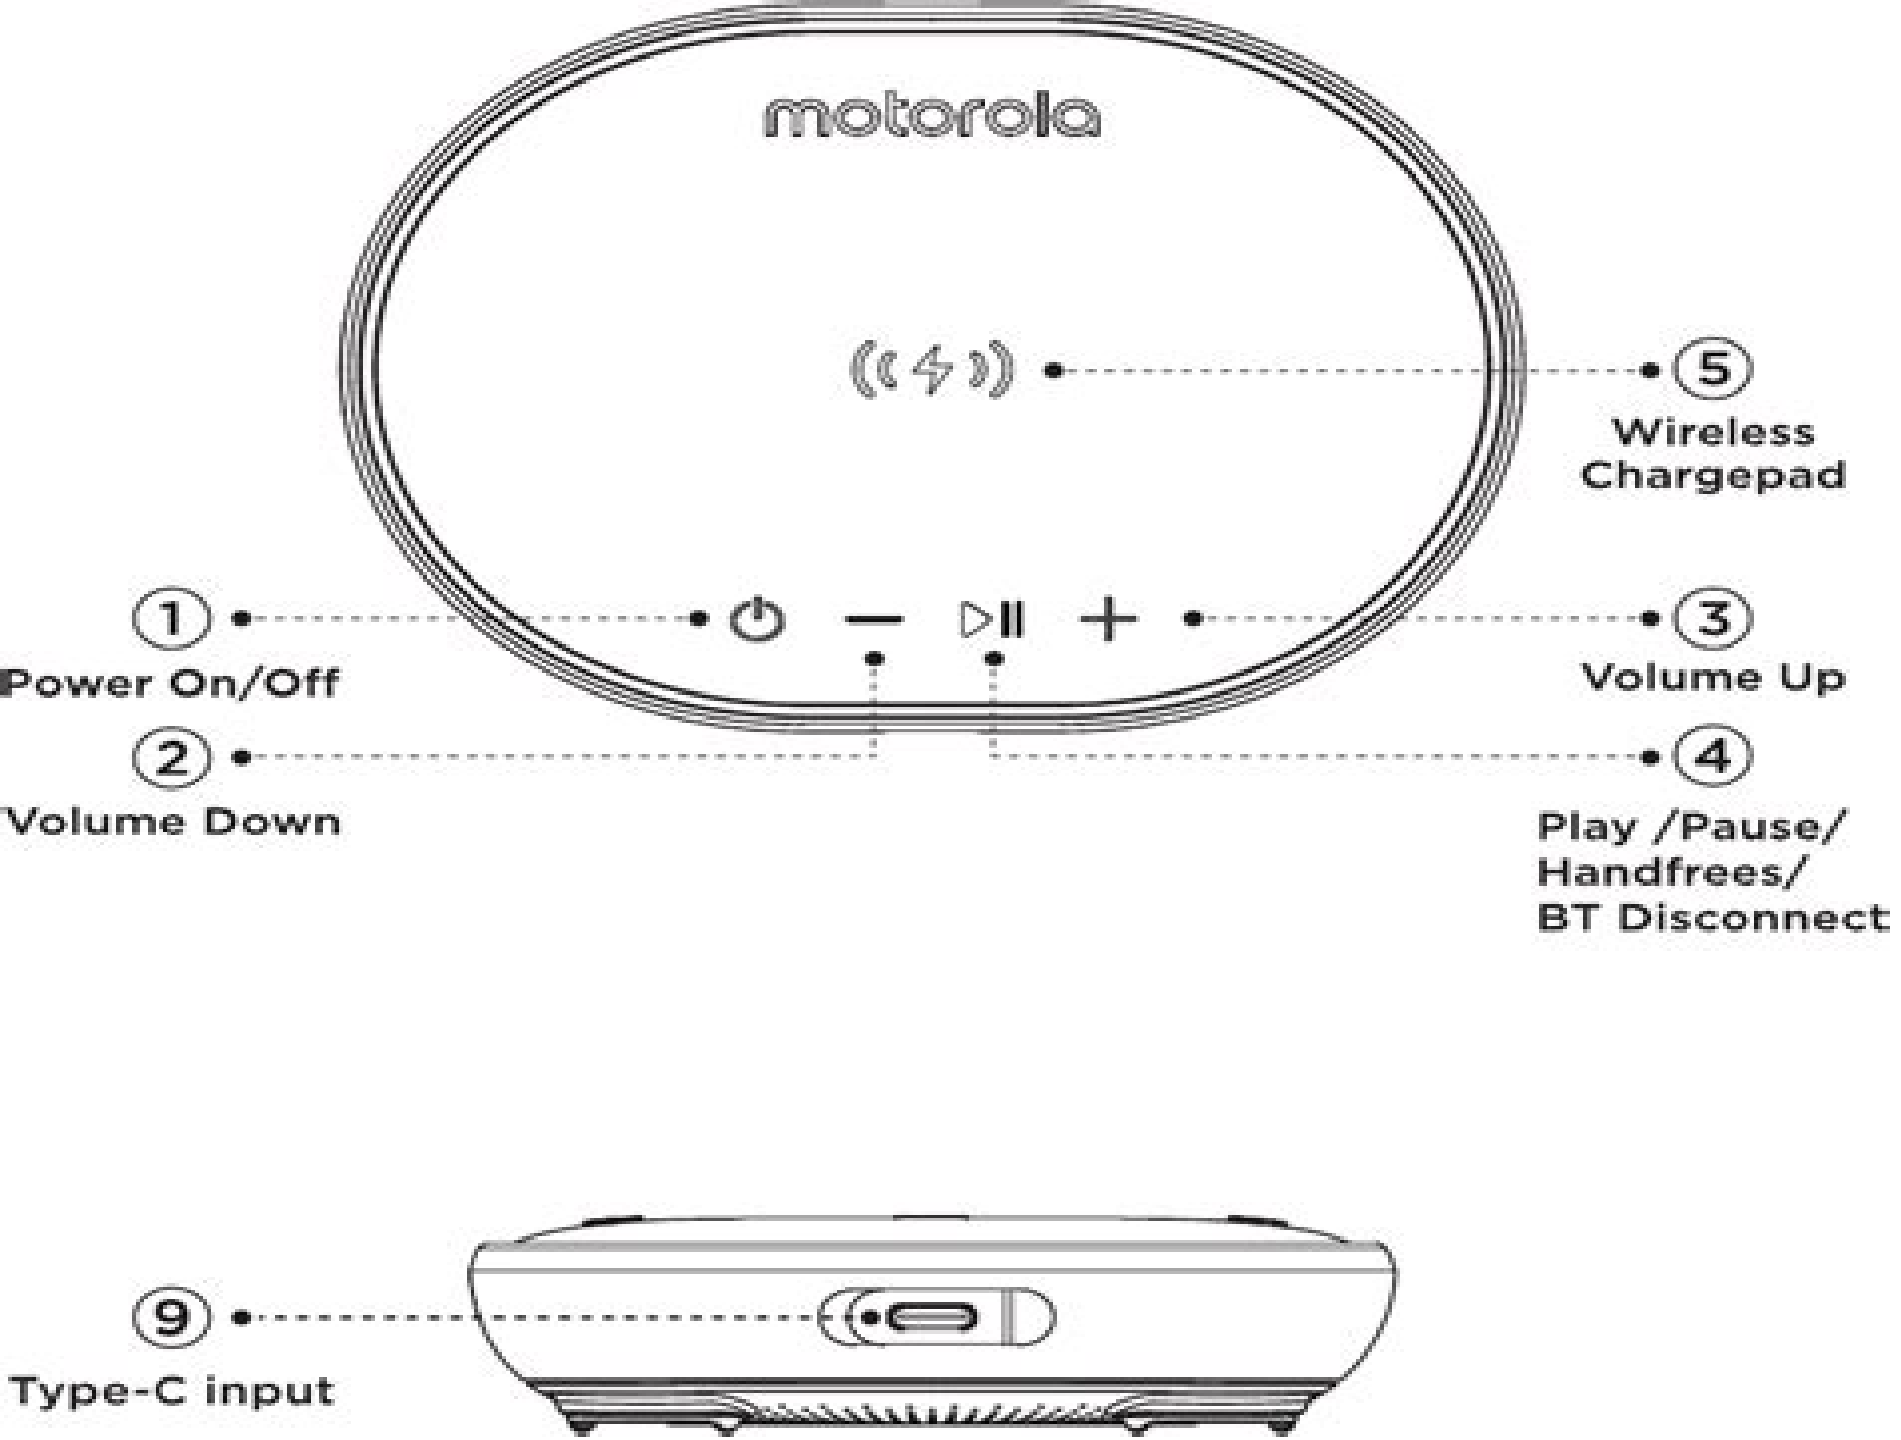 motorola
5
Wireless
Chargepad
1
Power On/Off
3
Volume Up
2
Volume Down
4
Play /Pause/
Handfrees/
BT Disconnect
9
Type-C input